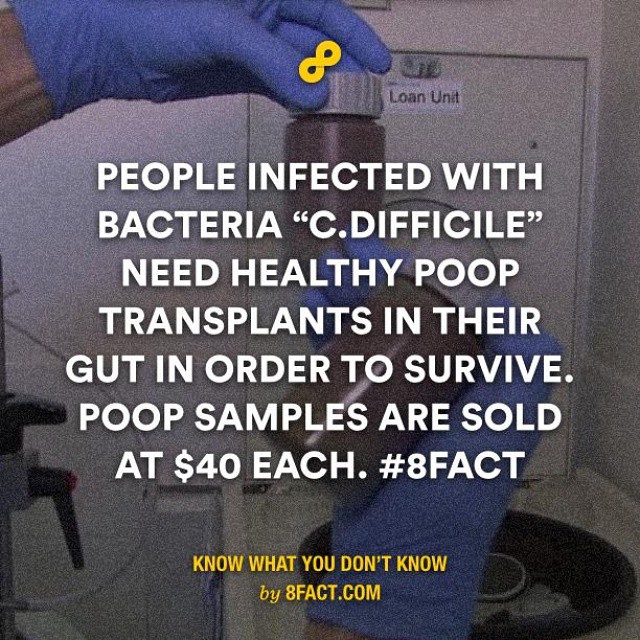 Loan Unit
PEOPLE INFECTED WITH
BACTERIA “C.DIFFICILE”
NEED HEALTHY POOP
TRANSPLANTS IN THEIR
GUT IN ORDER TO SURVIVE.
POOP SAMPLES ARE SOLD
AT $40 EACH. #8FACT
KNOW WHAT YOU DON'T KNOW
by 8FACT.COM